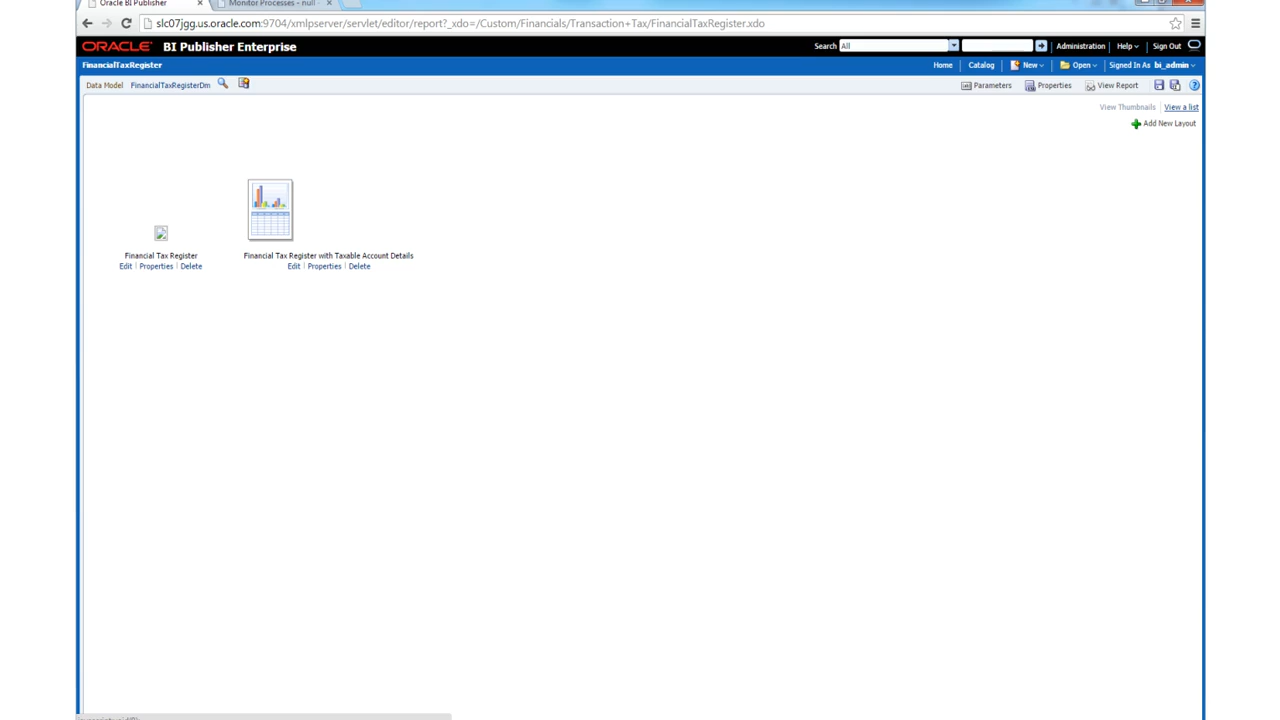 Oracle BI Publisher
Monitor Processes - null -
slc07jgg.us.oracle.com:9704/xmlpserver/servlet/editor/report?_xdo=/Custom/Financials/Transaction+Tax/FinancialTaxRegister.xdo
ORACLE BI Publisher Enterprise Search All Administration Help Sign Out
FinancialTaxRegister Home Catalog New Open Signed In As bi_admin
Data Model FinancialTaxRegisterDm Parameters Properties View Report
View Thumbnails View a list
Add New Layout
Financial Tax Register Financial Tax Register with Taxable Account Details
Edit Properties Delete Edit Properties Delete